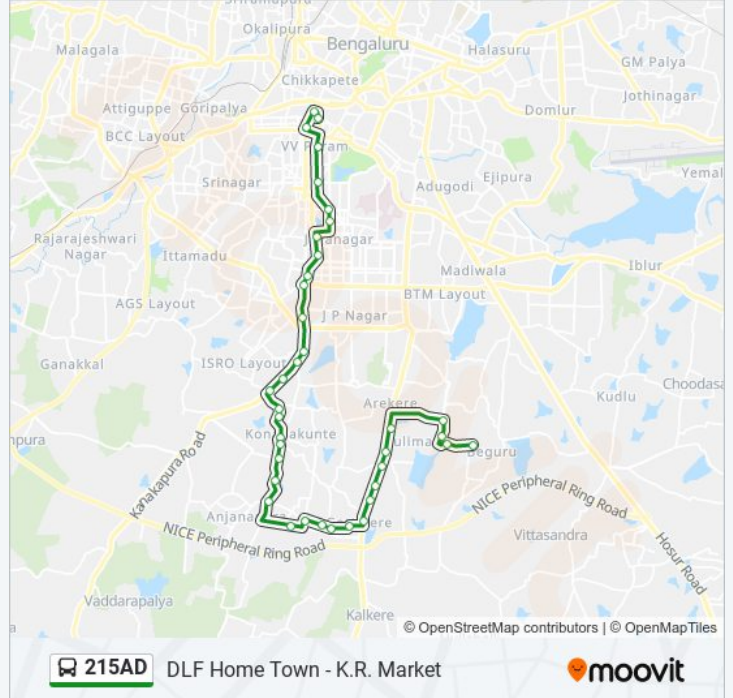 Okalipura
Bengaluru
Malagala
Halasuru
GM Palya
Chikkapete
Jothinagar
Attiguppe
Goripalya
Domlur
BCC Layout
VV Puram
Ejipura
Yemal
Srinagar
Adugodi
Rajarajeshwari
Nagar
Jayanagar
Ittamadu
Iblur
Madiwala
BTM Layout
AGS Layout
J P Nagar
Ganakkal
ISRO Layout
Choodasa
Kudlu
Arekere
Beguru
Kanakapura Road
NICE Peripheral Ring Road
NICE Peripheral Ring Road
Vittasandra
Hosur Road
Vaddarapalya
Kalkere
© OpenStreetMap contributors | © OpenMapTiles
215AD DLF Home Town - K.R. Market
moovit